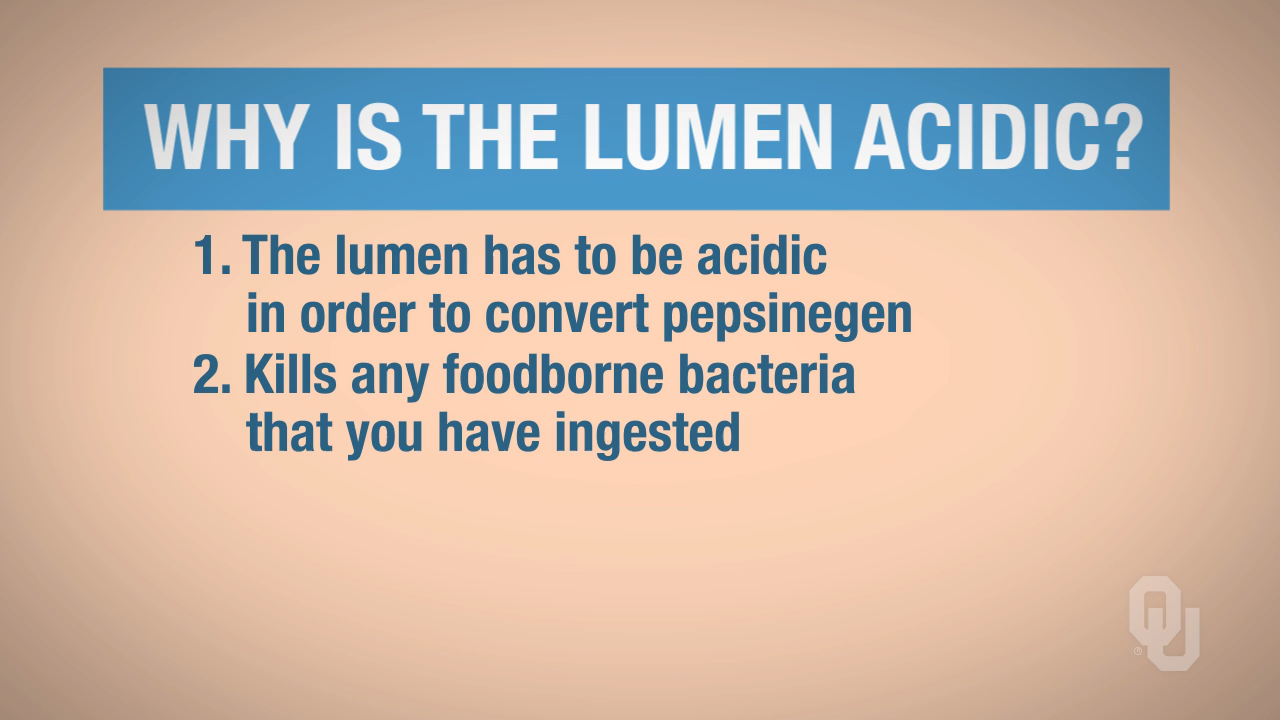 WHY IS THE LUMEN ACIDIC?
1. The lumen has to be acidic
in order to convert pepsinegen
2. Kills any foodborne bacteria
that you have ingested
OU
®